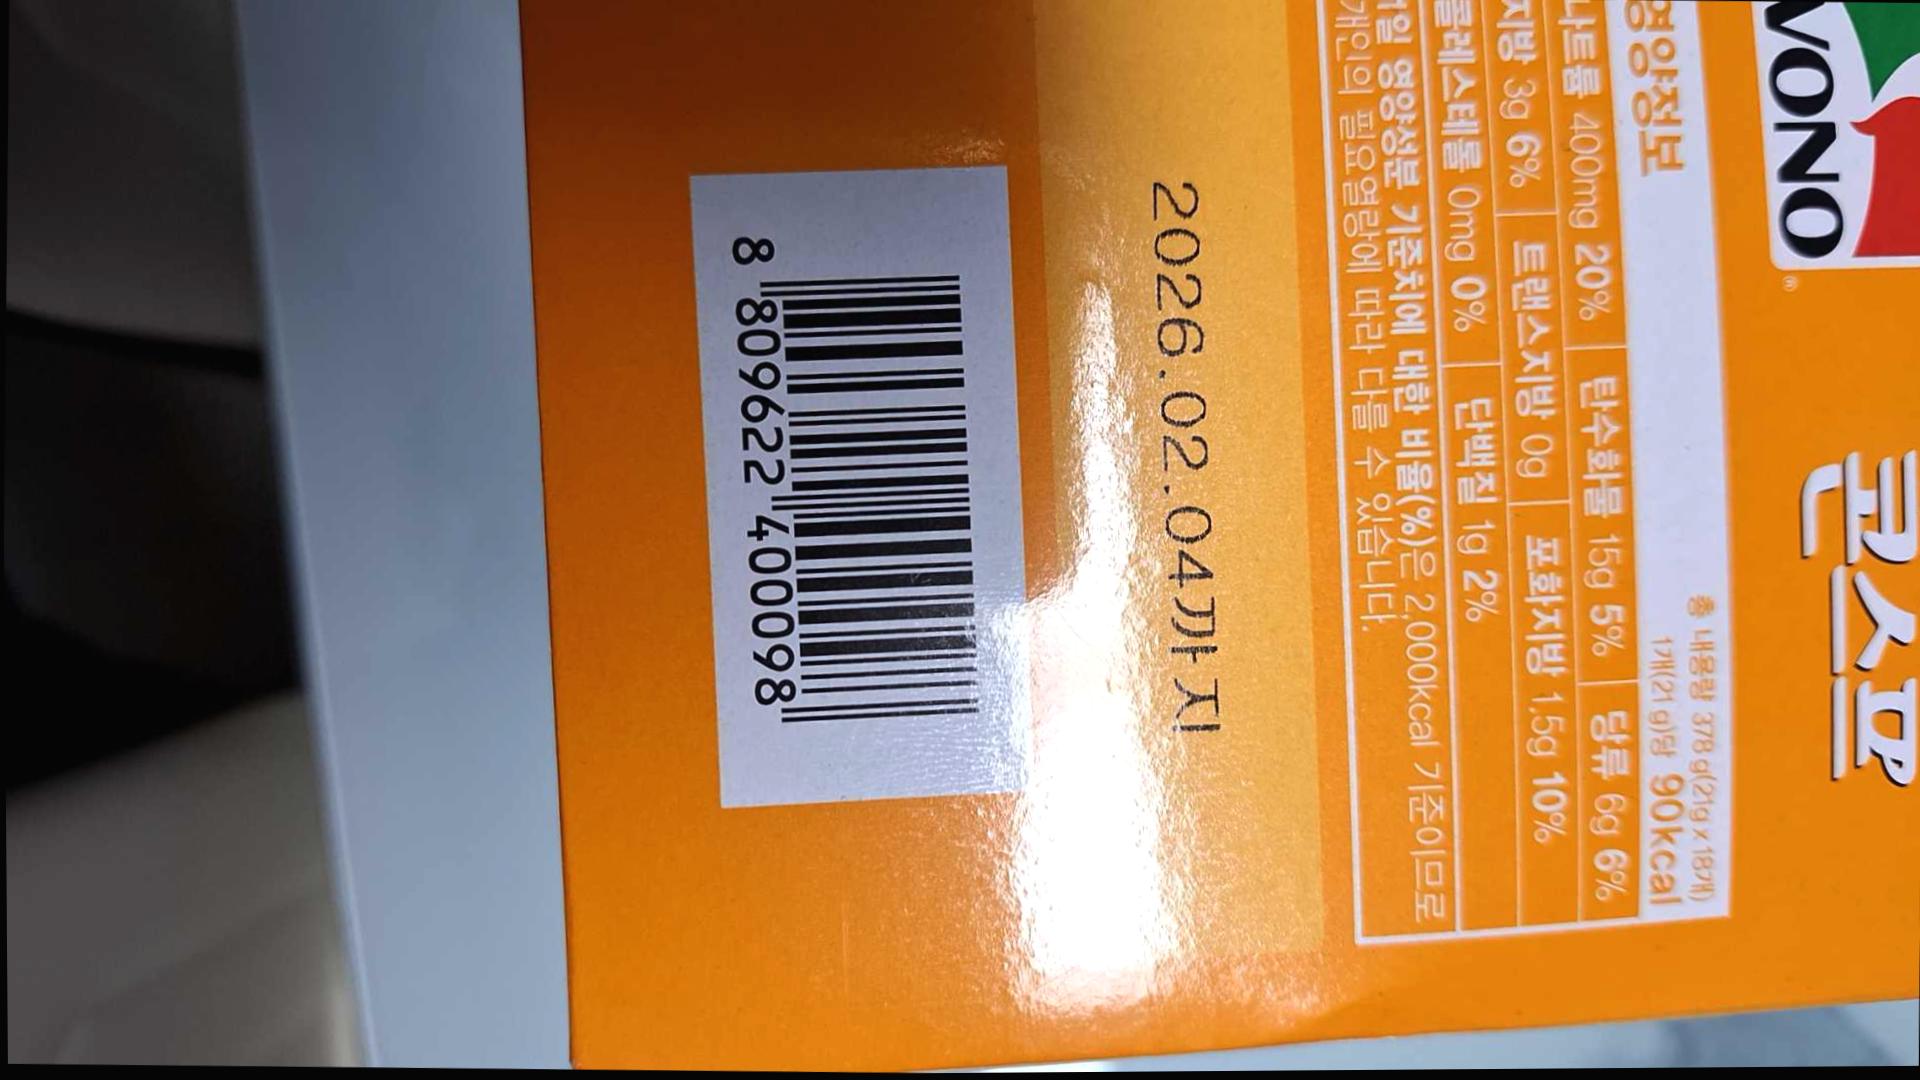 VONO
®
콘스프
영양정보
총 내용량 378 g(21g x 18개)
1개(21 g)당 90kcal
나트륨 400mg 20% 탄수화물 15g 5% 당류 6g 6%
지방 3g 6% 트랜스지방 0g 포화지방 1.5g 10%
콜레스테롤 0mg 0% 단백질 1g 2%
1일 영양성분 기준치에 대한 비율(%)은 2,000kcal 기준이므로
개인의 필요열량에 따라 다를 수 있습니다.
2026.02.04까지
8 809622 400098